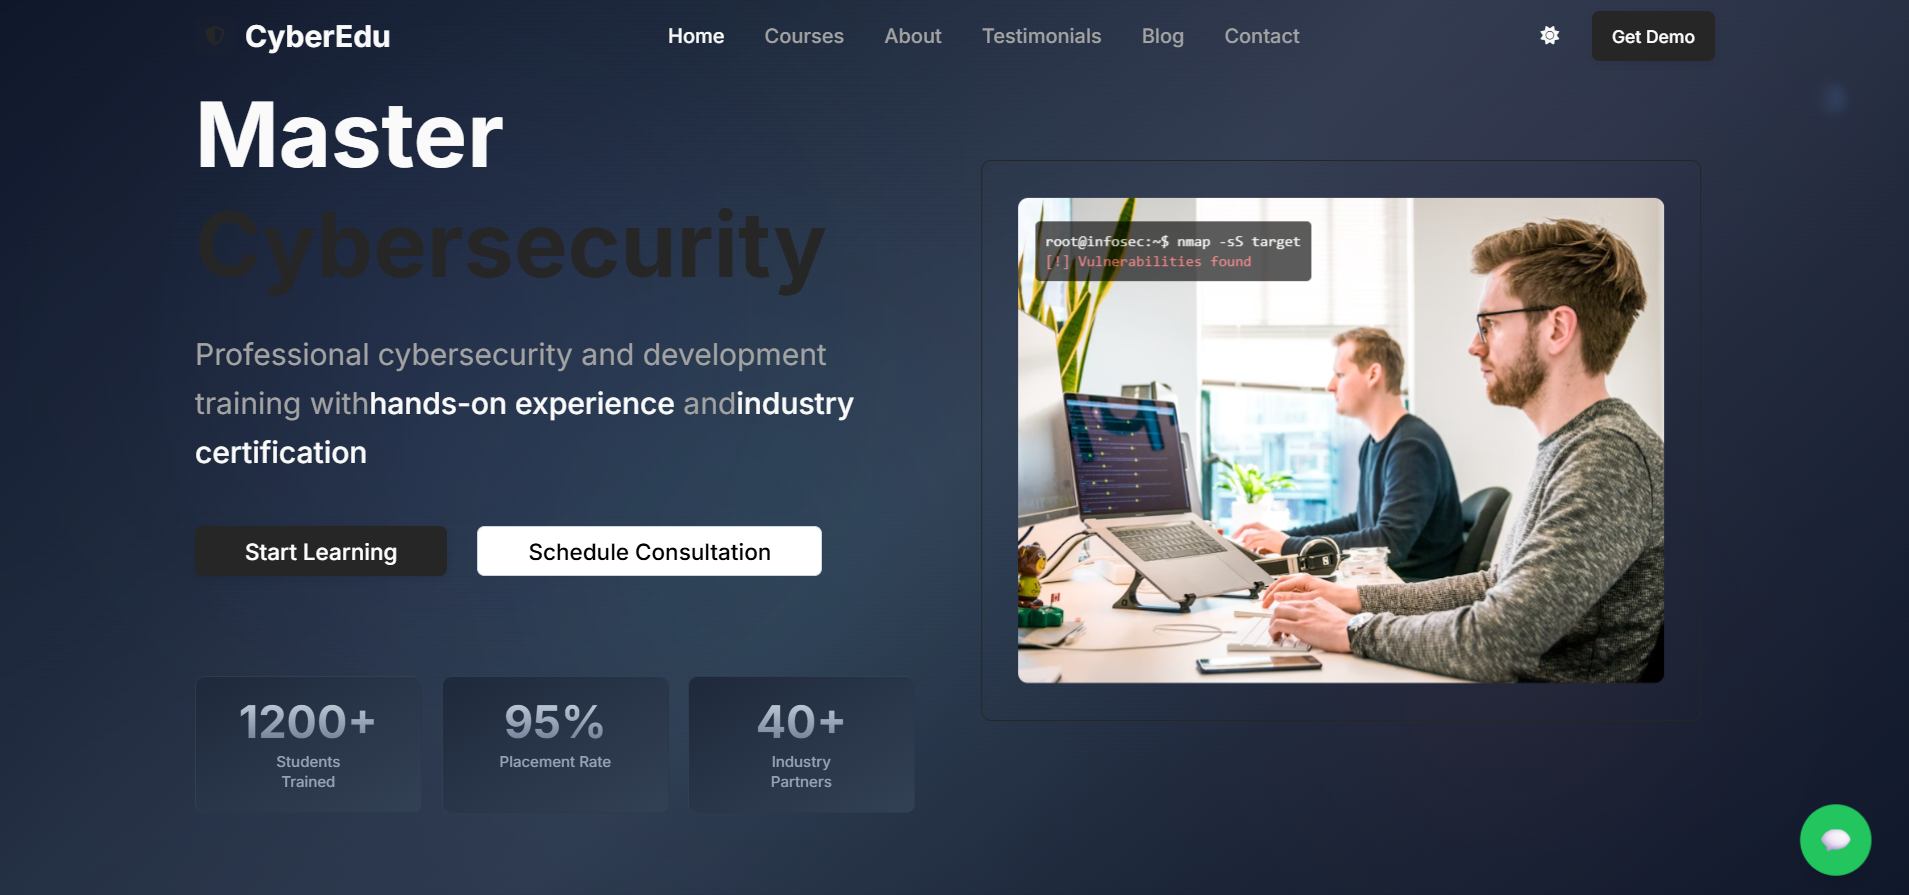 CyberEdu
Home Courses About Testimonials Blog Contact
Get Demo
Master
Cybersecurity
Professional cybersecurity and development
training withhands-on experience andindustry
certification
Start Learning
Schedule Consultation
root@infosec:~$ nmap -sS target
[!] Vulnerabilities found
1200+
Students
Trained
95%
Placement Rate
40+
Industry
Partners